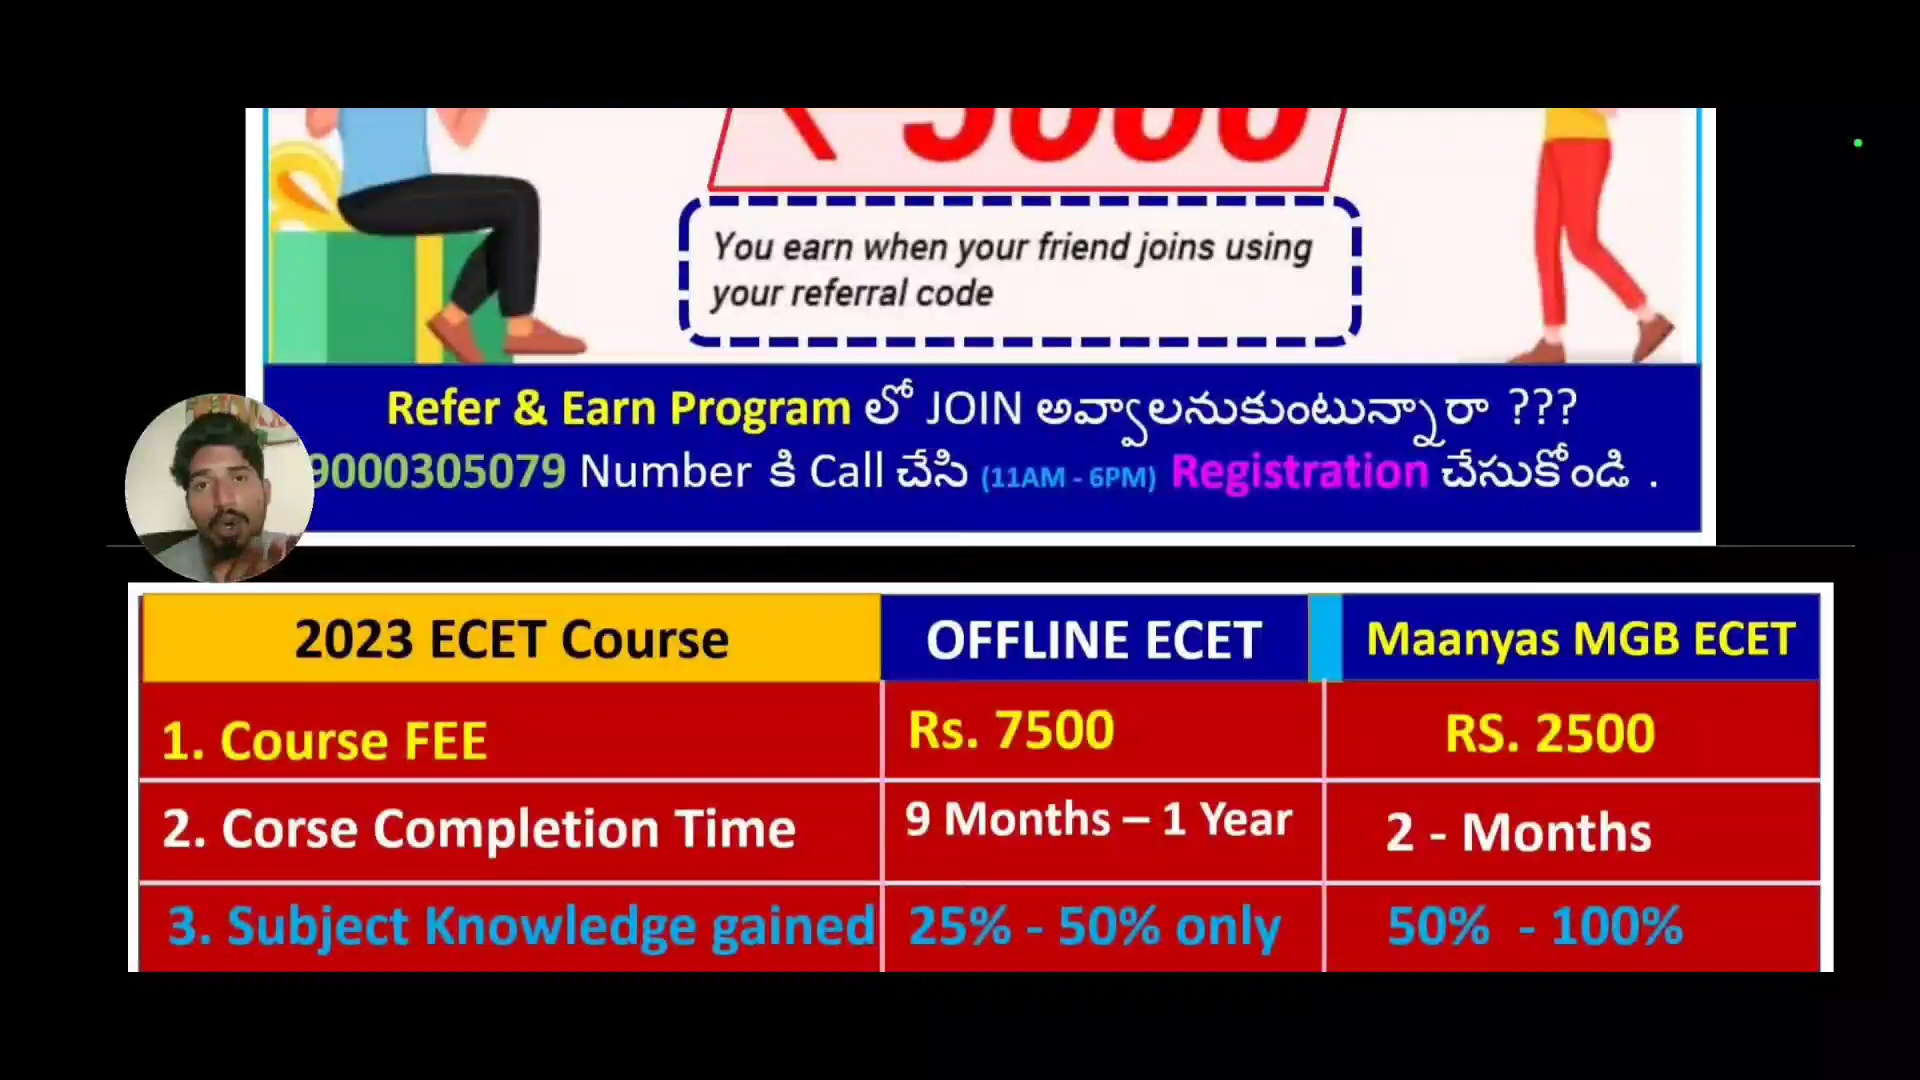 You earn when your friend joins using
your referral code
Refer & Earn Program లో JOIN అవ్వాలనుకుంటున్నారా ???
9000305079 Number కి Call చేసి (11AM - 6PM) Registration చేసుకోండి .
2023 ECET Course OFFLINE ECET Maanyas MGB ECET
1. Course FEE Rs. 7500 RS. 2500
2. Corse Completion Time 9 Months – 1 Year 2 - Months
3. Subject Knowledge gained 25% - 50% only 50% - 100%